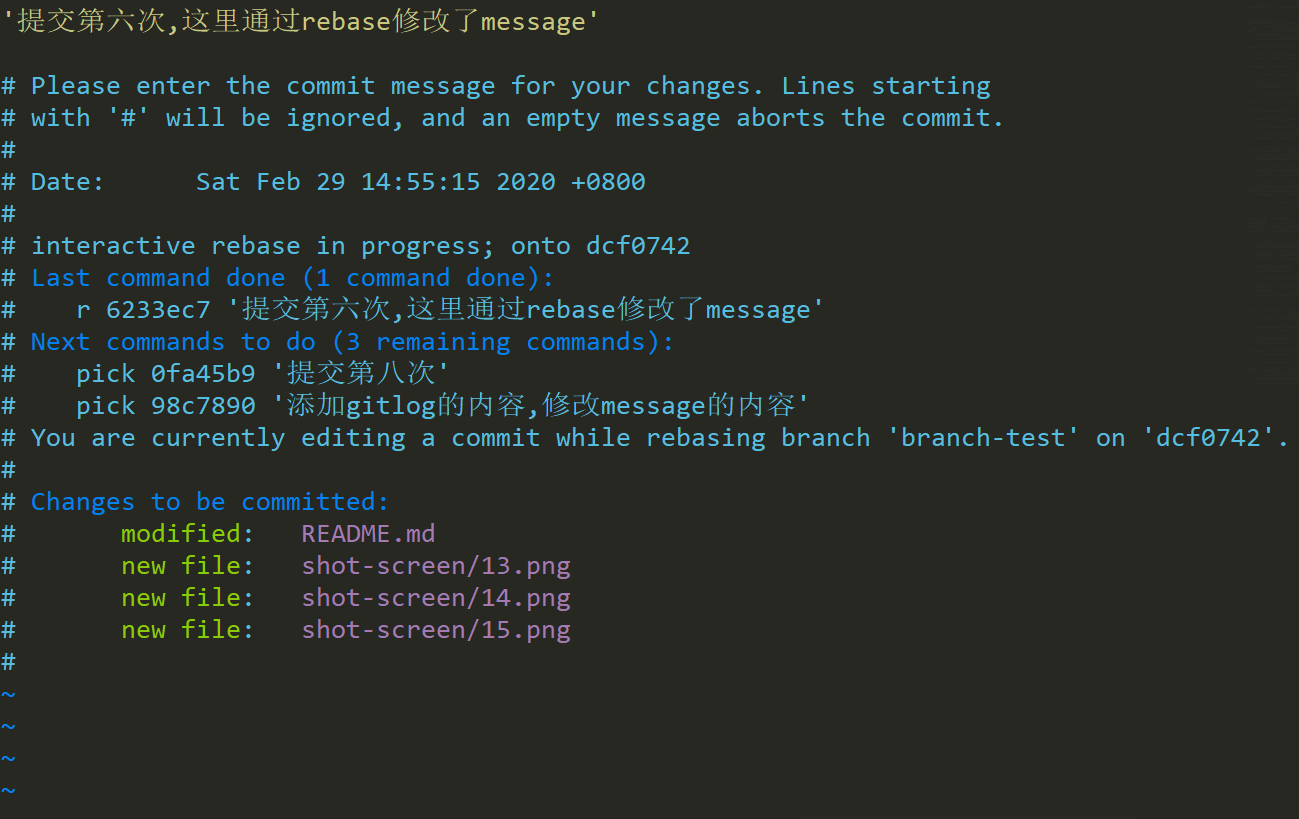 '提交第六次,这里通过rebase修改了message'
# Please enter the commit message for your changes. Lines starting
# with '#' will be ignored, and an empty message aborts the commit.
#
# Date:      Sat Feb 29 14:55:15 2020 +0800
#
# interactive rebase in progress; onto dcf0742
# Last command done (1 command done):
#    r 6233ec7 '提交第六次,这里通过rebase修改了message'
# Next commands to do (3 remaining commands):
#    pick 0fa45b9 '提交第八次'
#    pick 98c7890 '添加gitlog的内容,修改message的内容'
# You are currently editing a commit while rebasing branch 'branch-test' on 'dcf0742'.
#
# Changes to be committed:
#       modified:   README.md
#       new file:   shot-screen/13.png
#       new file:   shot-screen/14.png
#       new file:   shot-screen/15.png
#
~
~
~
~